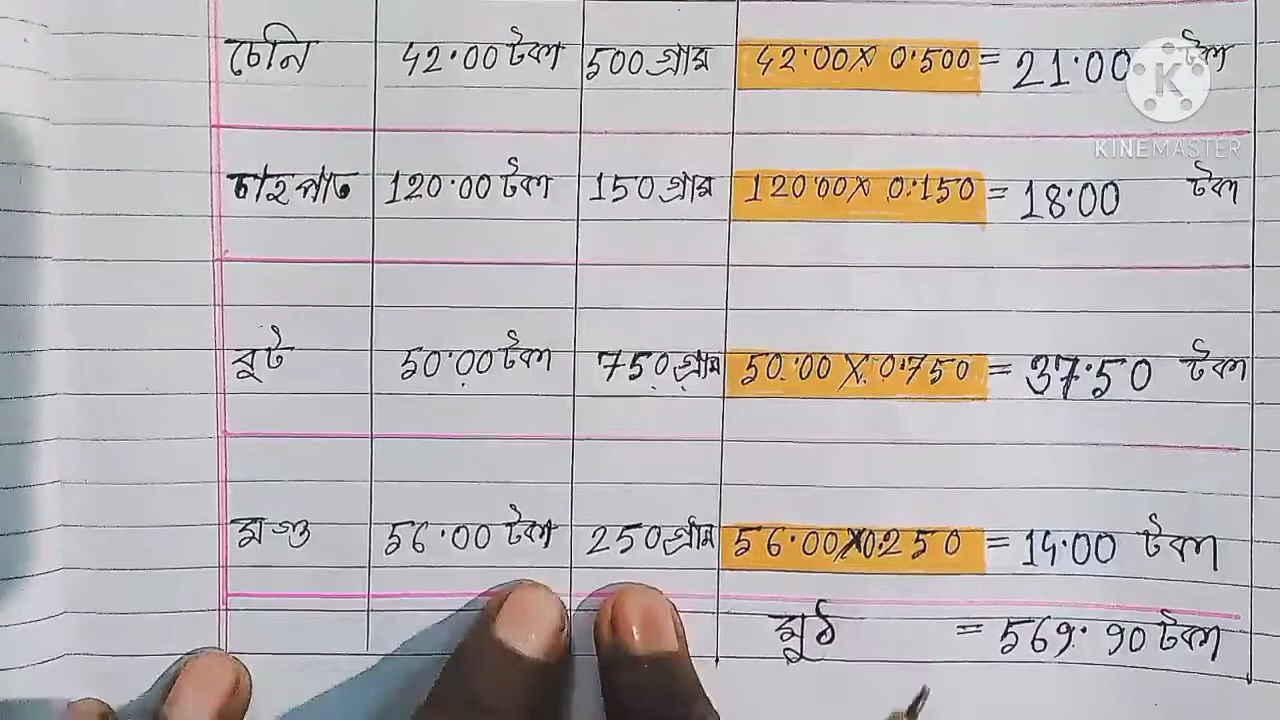 চেনি 42.00 টকা 500 গ্ৰাম 42.00 x 0.500 = 21.00 টকা
K
KINEMASTER
চাহপাত 120.00 টকা 150 গ্ৰাম 120.00 x 0.150 = 18.00 টকা
বুট 50.00 টকা 750 গ্ৰাম 50.00 x 0.750 = 37.50 টকা
মগু 56.00 টকা 250 গ্ৰাম 56.00 x 0.250 = 14.00 টকা
মুঠ = 569.90 টকা